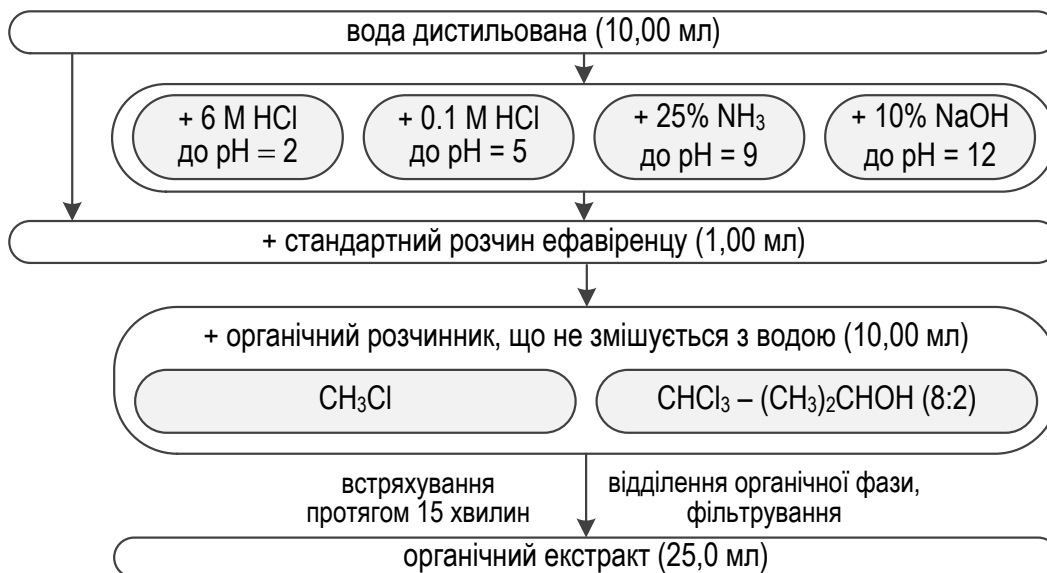 вода дистильована (10,00 мл)
+ 6 М HCl
до pH = 2
+ 0.1 М HCl
до pH = 5
+ 25% NH₃
до pH = 9
+ 10% NaOH
до pH = 12
+ стандартний розчин ефавіренцу (1,00 мл)
+ органічний розчинник, що не змішується з водою (10,00 мл)
CH₃Cl
CHCl₃ – (CH₃)₂CHOH (8:2)
встряхування
протягом 15 хвилин
відділення органічної фази,
фільтрування
органічний екстракт (25,0 мл)